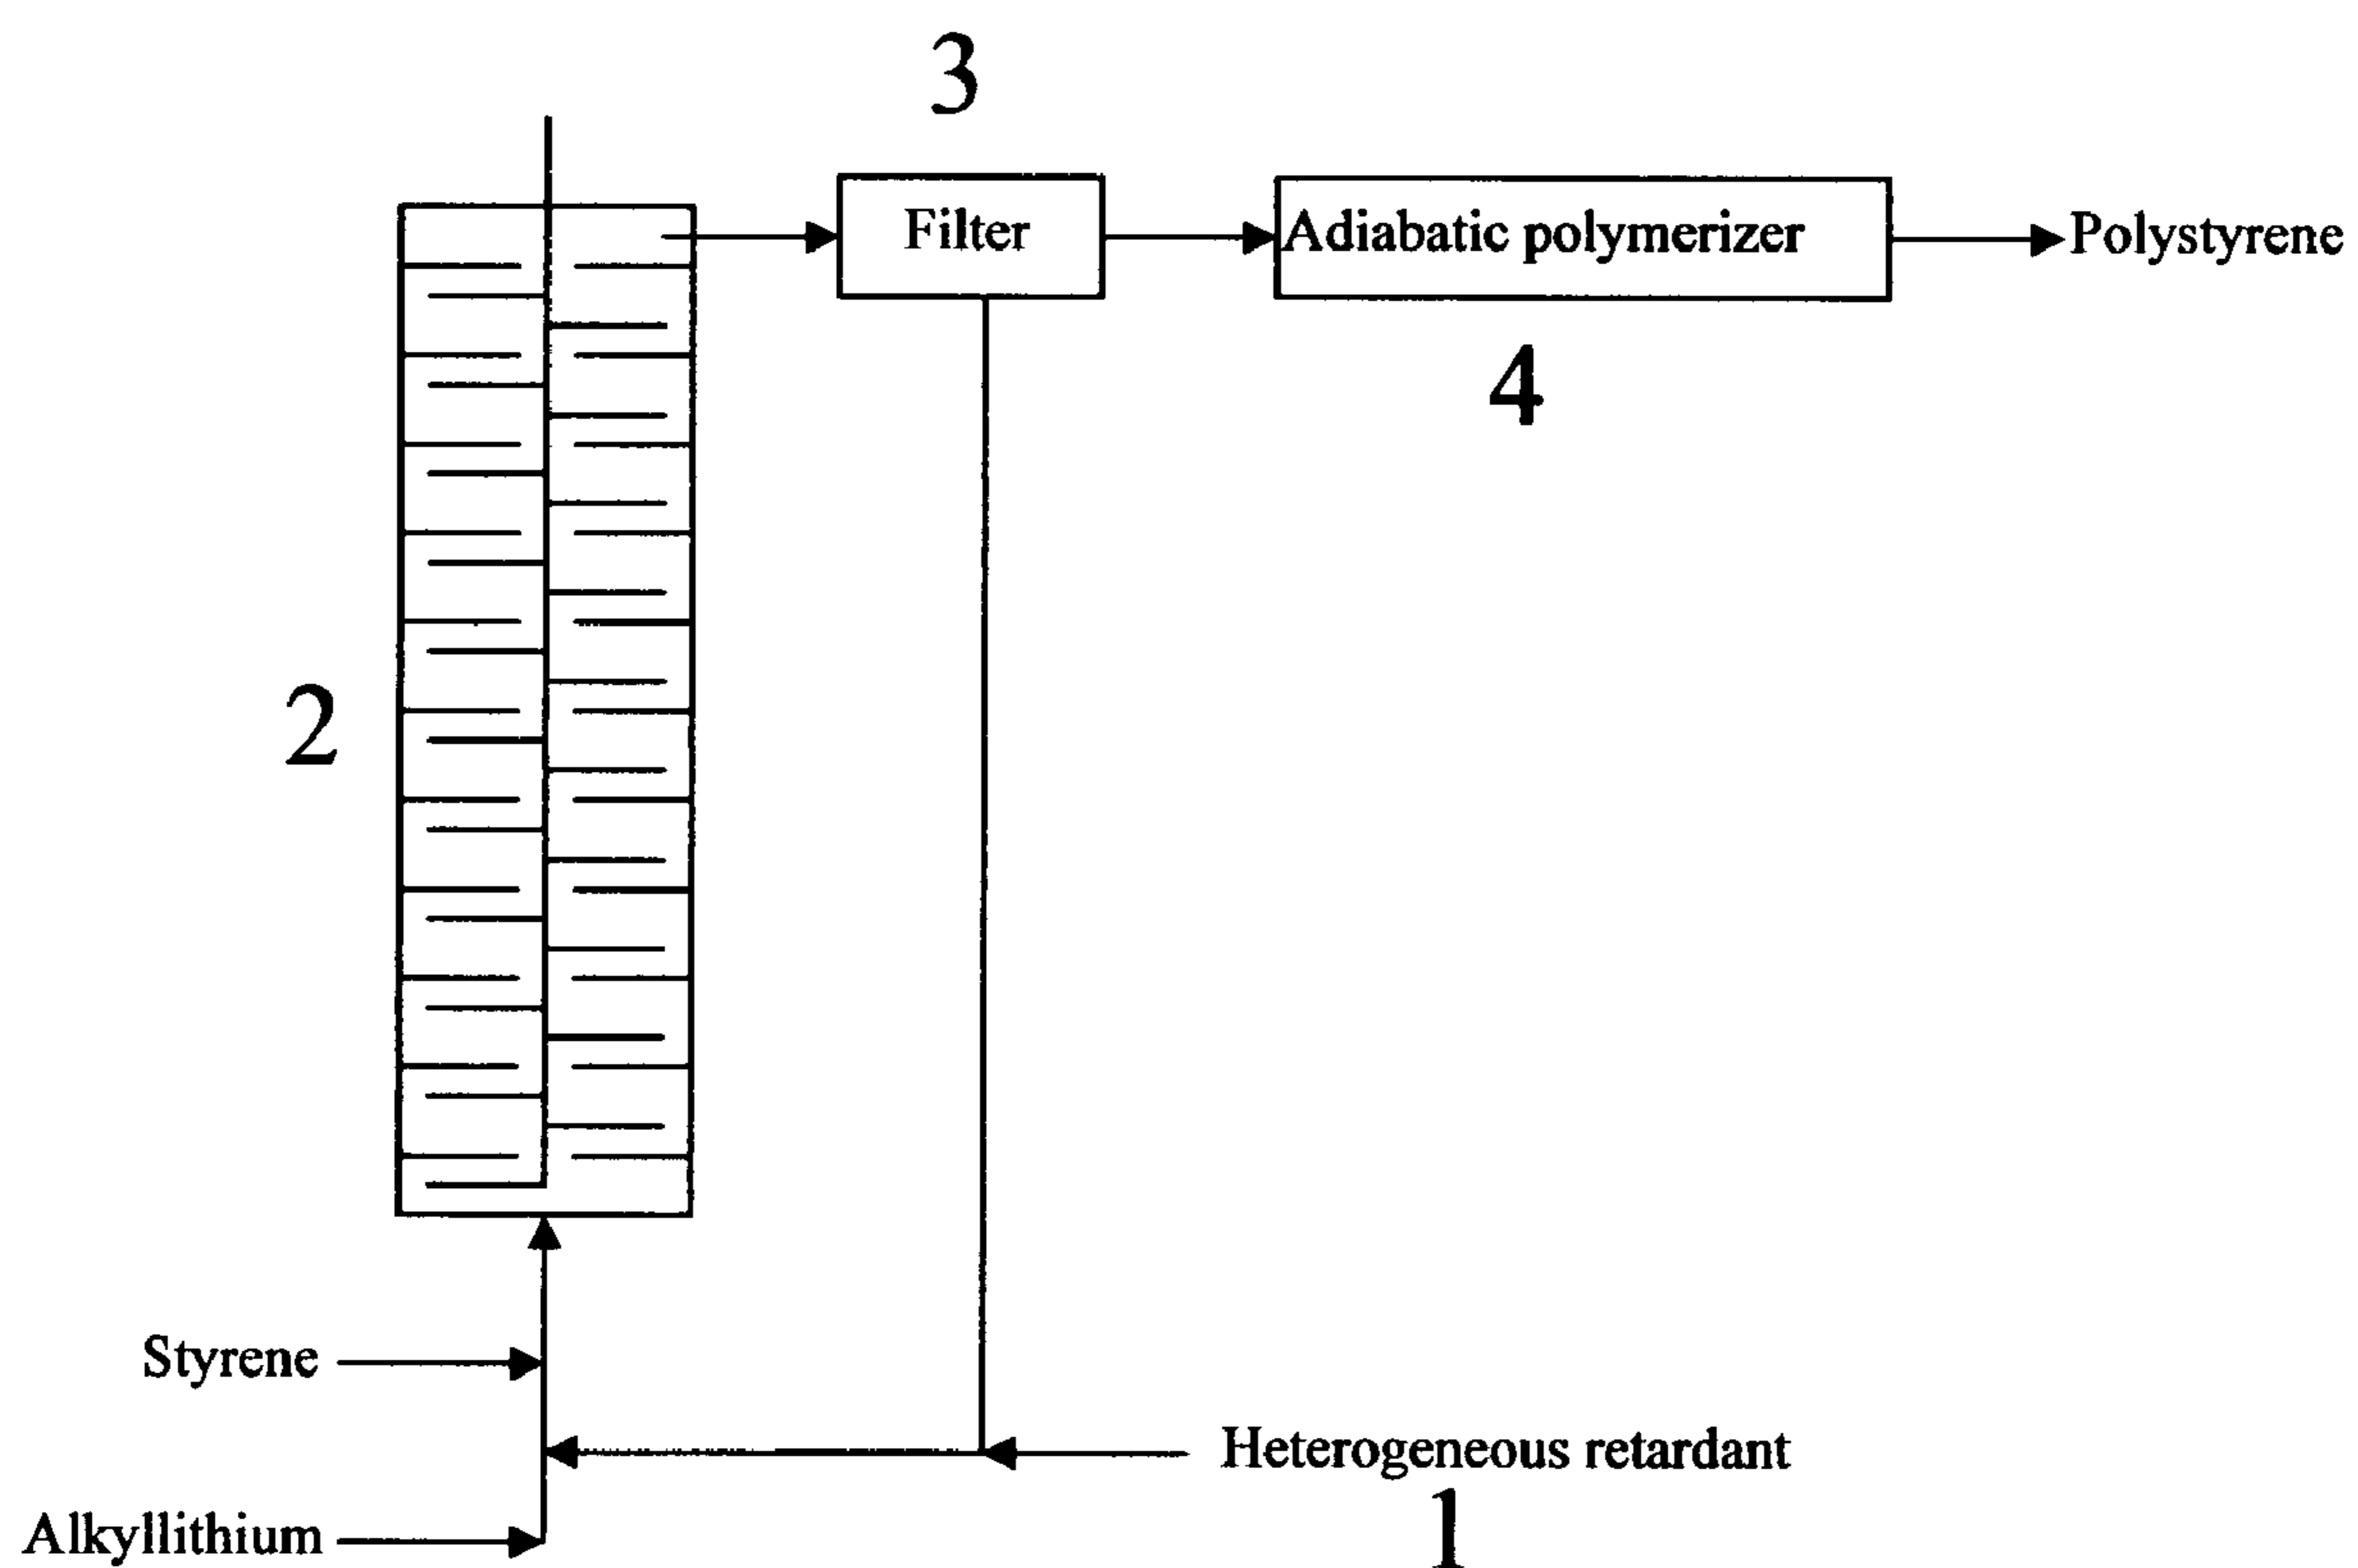 3
Filter
Adiabatic polymerizer
Polystyrene
4
2
Styrene
Heterogeneous retardant
1
Alkyllithium